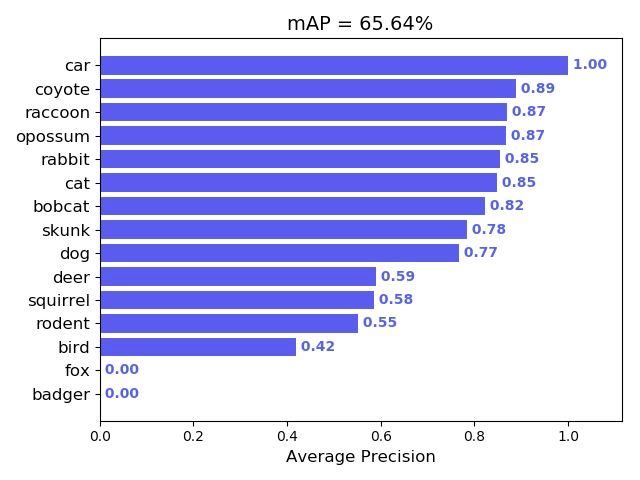 mAP = 65.64%
car 1.00
coyote 0.89
raccoon 0.87
opossum 0.87
rabbit 0.85
cat 0.85
bobcat 0.82
skunk 0.78
dog 0.77
deer 0.59
squirrel 0.58
rodent 0.55
bird 0.42
fox 0.00
badger 0.00
0.0 0.2 0.4 0.6 0.8 1.0
Average Precision